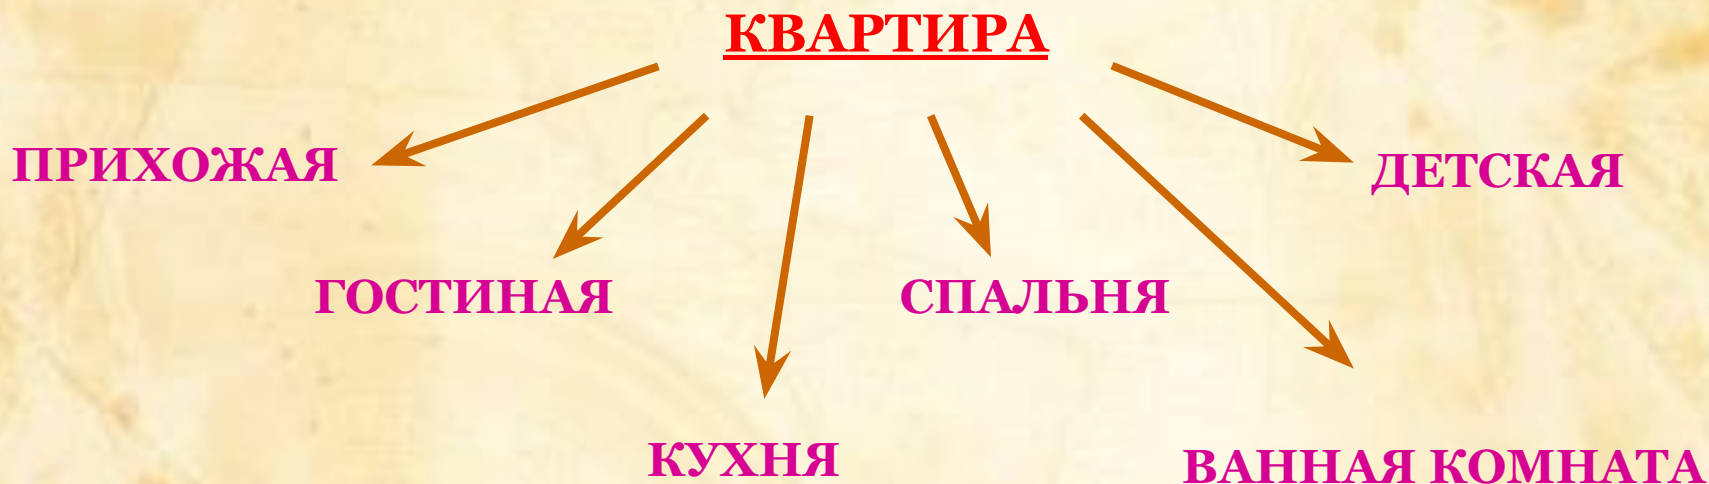 КВАРТИРА
ПРИХОЖАЯ
ДЕТСКАЯ
ГОСТИНАЯ
СПАЛЬНЯ
КУХНЯ
ВАННАЯ КОМНАТА